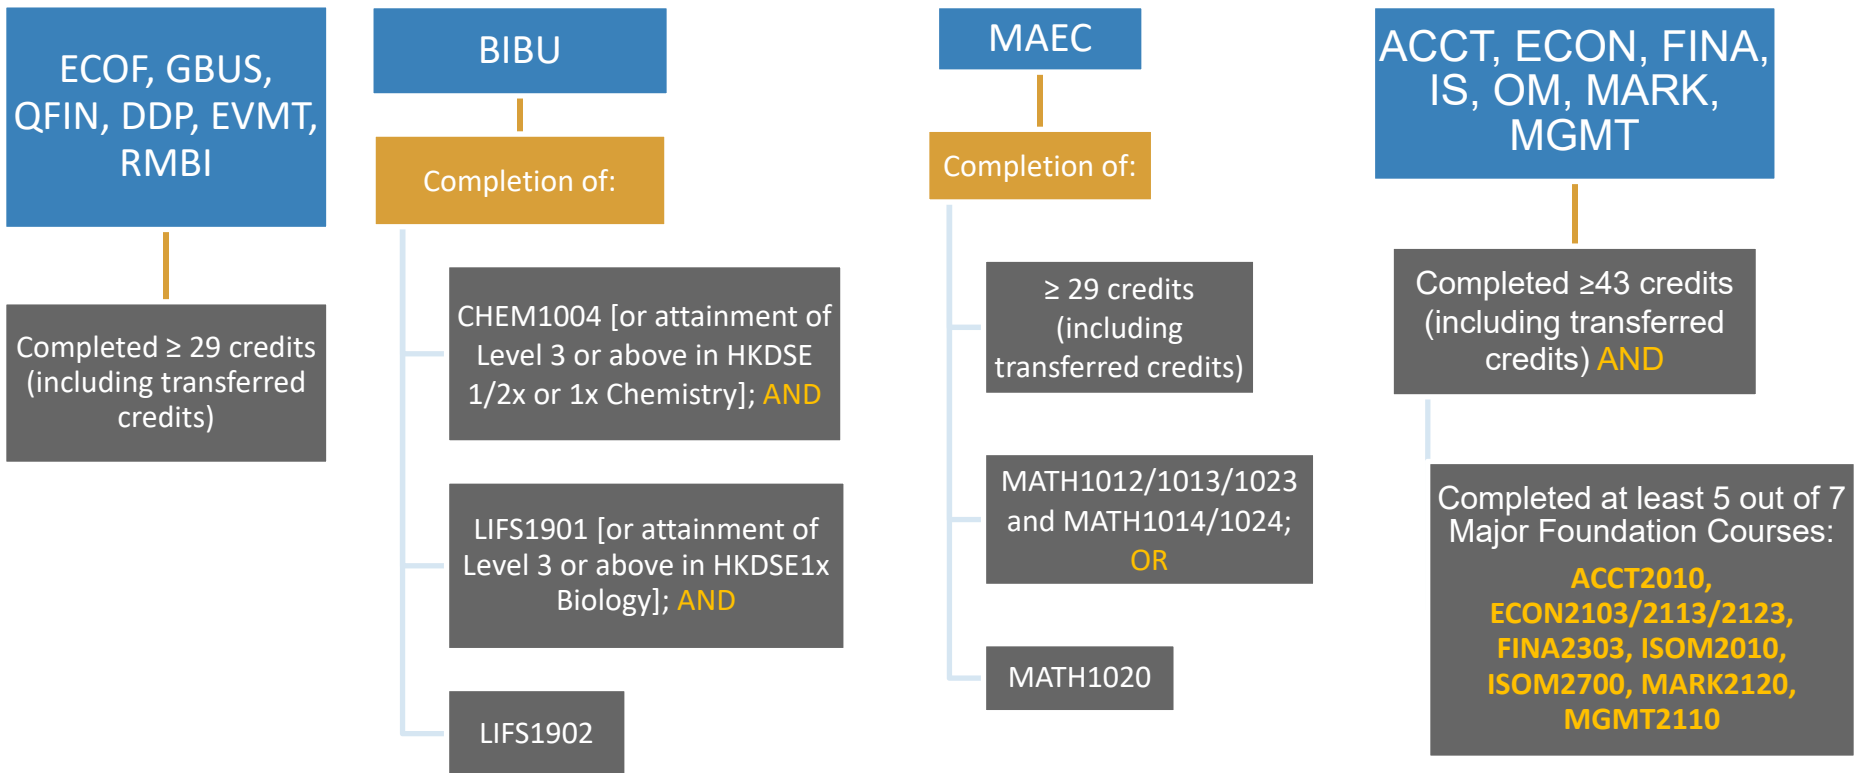 ECOF, GBUS,
QFIN, DDP, EVMT,
RMBI
Completed ≥ 29 credits
(including transferred
credits)
BIBU
Completion of:
CHEM1004 [or attainment of
Level 3 or above in HKDSE
1/2x or 1x Chemistry]; AND
LIFS1901 [or attainment of
Level 3 or above in HKDSE1x
Biology]; AND
LIFS1902
MAEC
Completion of:
≥ 29 credits
(including
transferred credits)
MATH1012/1013/1023
and MATH1014/1024;
OR
MATH1020
ACCT, ECON, FINA,
IS, OM, MARK,
MGMT
Completed ≥43 credits
(including transferred
credits) AND
Completed at least 5 out of 7
Major Foundation Courses:
ACCT2010,
ECON2103/2113/2123,
FINA2303, ISOM2010,
ISOM2700, MARK2120,
MGMT2110